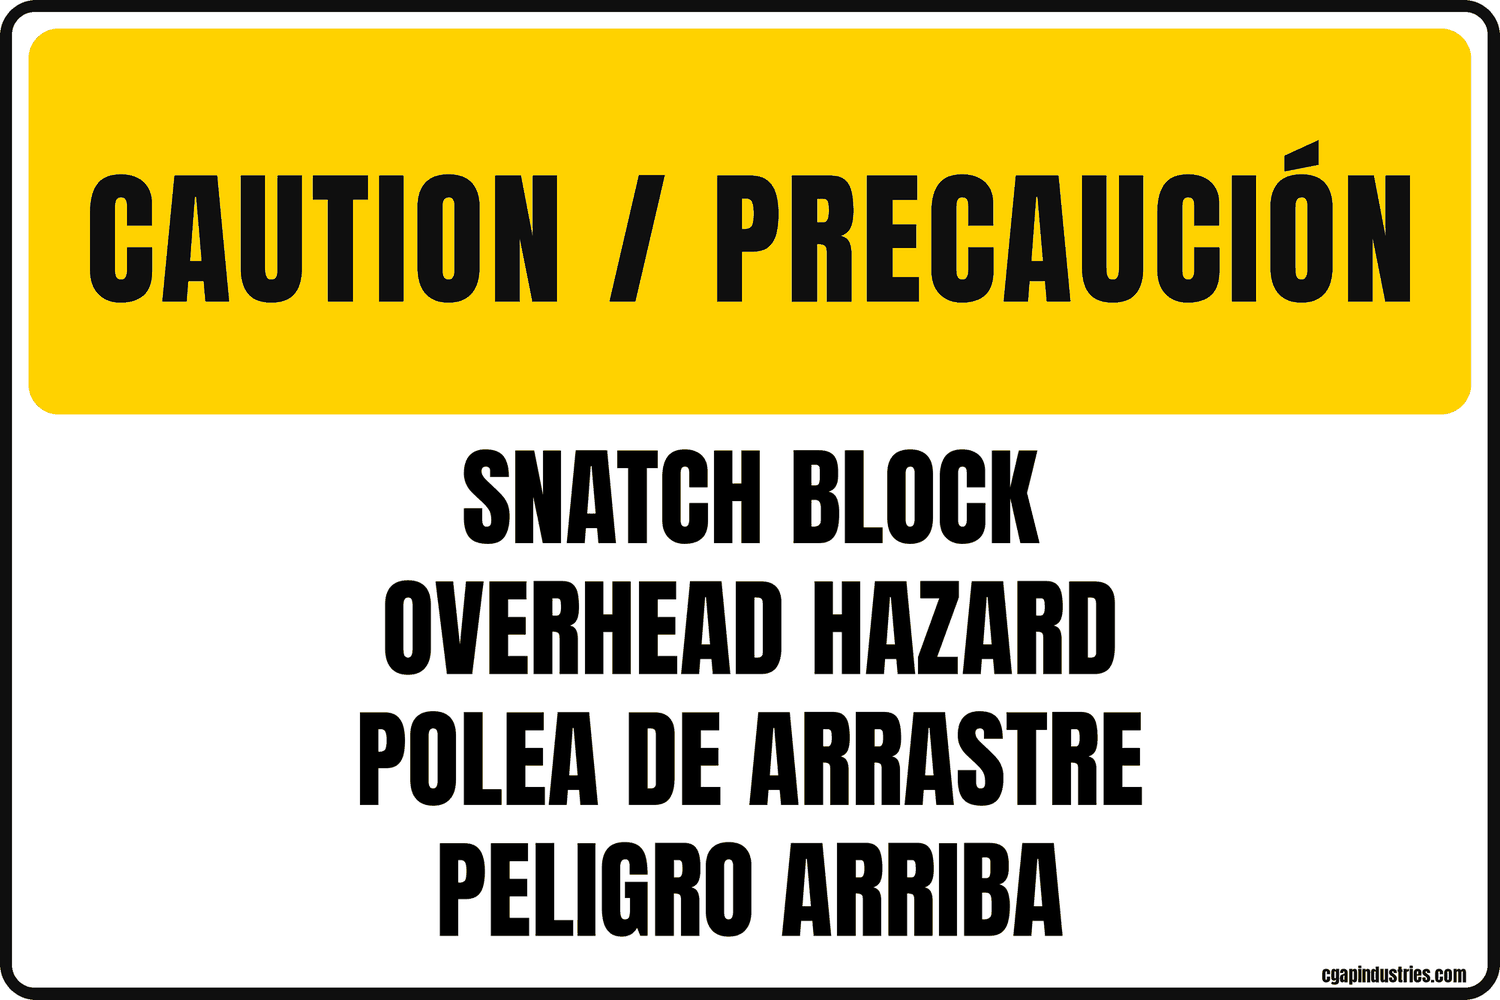 CAUTION / PRECAUCIÓN
SNATCH BLOCK
OVERHEAD HAZARD
POLEA DE ARRASTRE
PELIGRO ARRIBA
cgapindustries.com